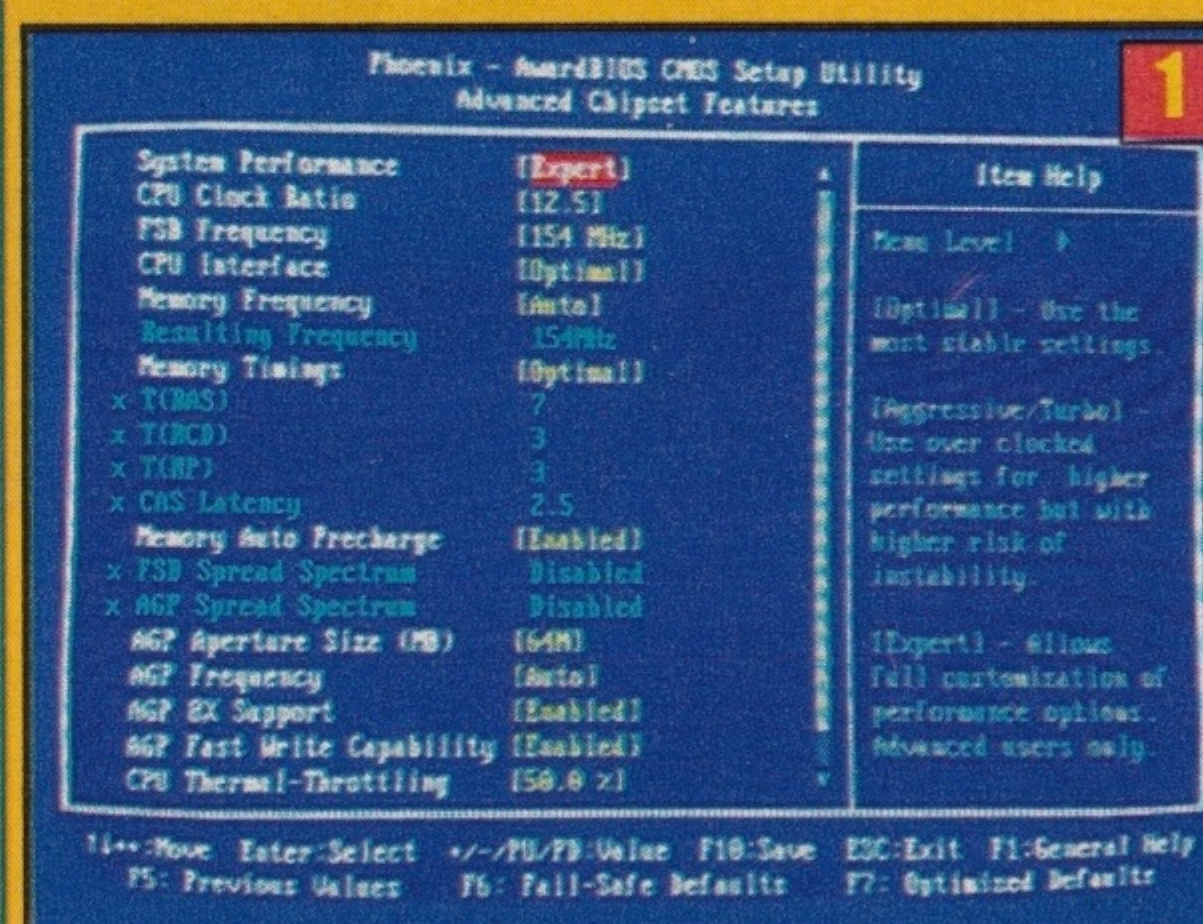 Phoenix - AwardBIOS CMOS Setup Utility
Advanced Chipset Features
1
System Performance [Expert]
CPU Clock Ratio [12.5]
FSB Frequency [154 MHz]
CPU Interface [Optimal]
Memory Frequency [Auto]
Resulting Frequency 154MHz
Memory Timings [Optimal]
x T(RAS) 7
x T(RCD) 3
x T(RP) 3
x CAS Latency 2.5
Memory Auto Precharge [Enabled]
x FSB Spread Spectrum Disabled
x AGP Spread Spectrum Disabled
AGP Aperture Size (MB) [64M]
AGP Frequency [Auto]
AGP 8X Support [Enabled]
AGP Fast Write Capability [Enabled]
CPU Thermal-Throttling [50.0 %]
Item Help
Menu Level
[Optimal] - Use the
most stable settings.
[Aggressive/Turbo] -
Use over clocked
settings for higher
performance but with
higher risk of
instability.
[Expert] - Allows
full customization of
performance options.
Advanced users only.
:Move Enter:Select +/-/PU/PD:Value F10:Save ESC:Exit F1:General Help
F5: Previous Values F6: Fail-Safe Defaults F7: Optimized Defaults